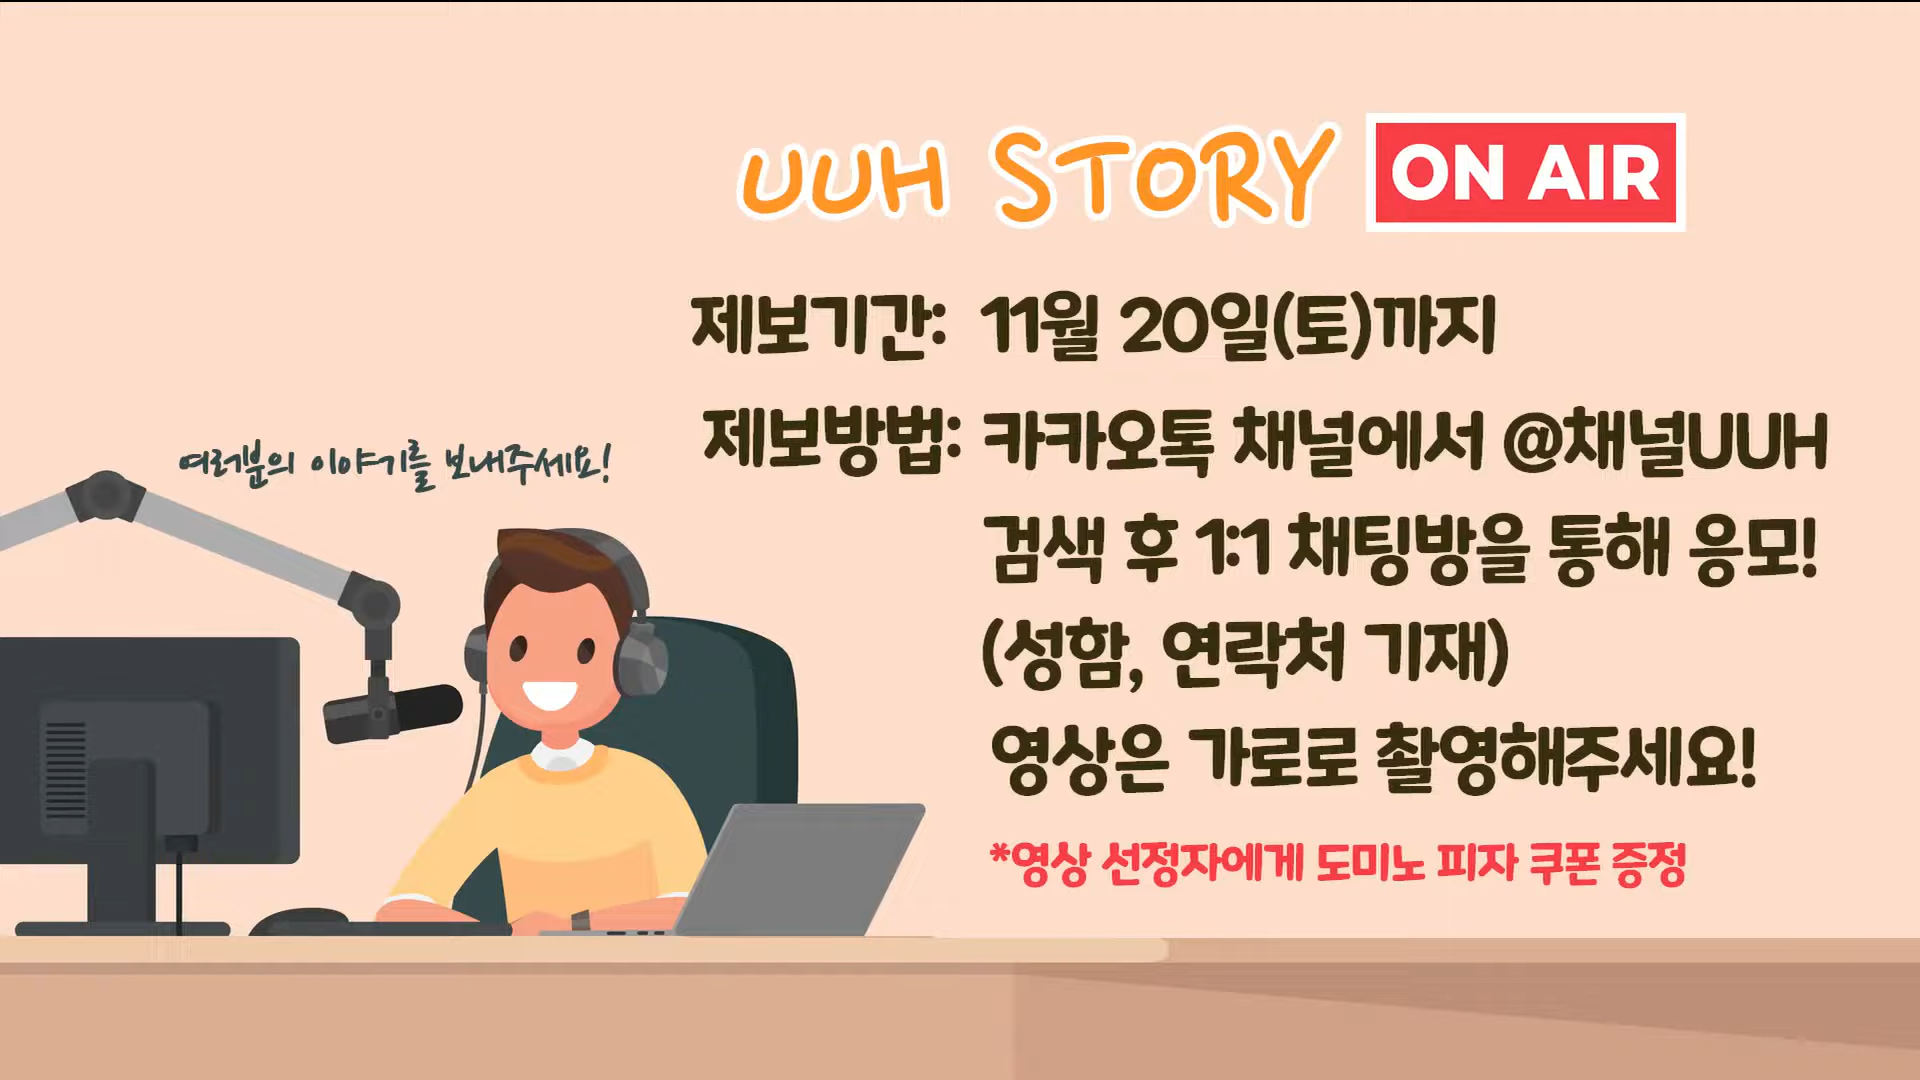 UUH STORY ON AIR
제보기간: 11월 20일(토)까지
제보방법: 카카오톡 채널에서 @채널UUH
검색 후 1:1 채팅방을 통해 응모!
(성함, 연락처 기재)
영상은 가로로 촬영해주세요!
*영상 선정자에게 도미노 피자 쿠폰 증정
여러분의 이야기를 보내주세요!